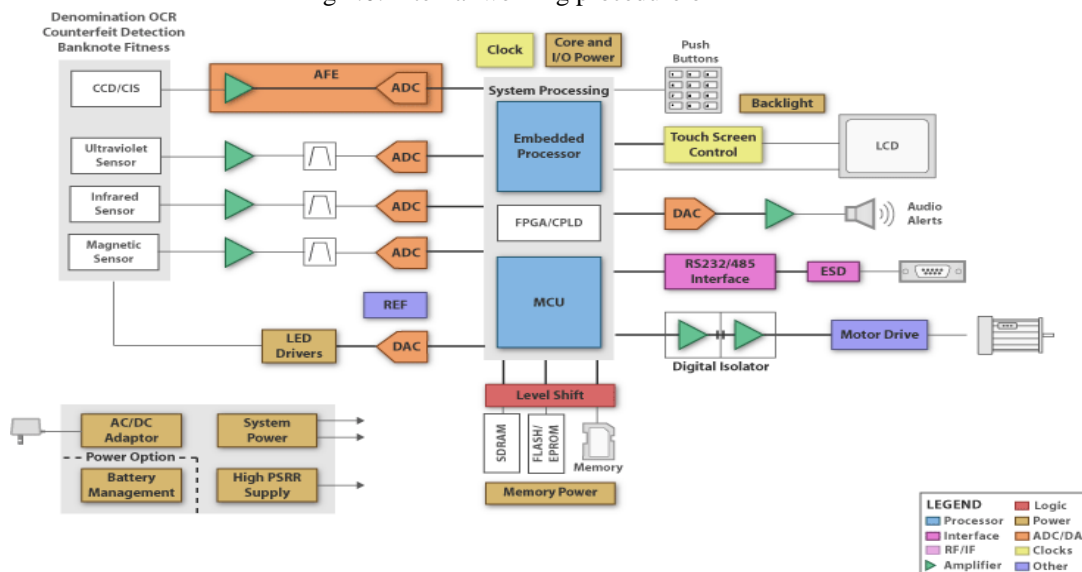 Denomination OCR
Counterfeit Detection
Banknote Fitness
CCD/CIS
Ultraviolet
Sensor
Infrared
Sensor
Magnetic
Sensor
AFE
ADC
ADC
ADC
ADC
REF
LED
Drivers
DAC
Clock
Core and
I/O Power
System Processing
Embedded
Processor
FPGA/CPLD
MCU
Push
Buttons
Backlight
Touch Screen
Control
LCD
DAC
Audio
Alerts
RS232/485
Interface
ESD
Digital Isolator
Motor Drive
Level Shift
SDRAM
FLASH/
EPROM
Memory
Memory Power
AC/DC
Adaptor
System
Power
Power Option
Battery
Management
High PSRR
Supply
LEGEND
Processor
Interface
RF/IF
Amplifier
Logic
Power
ADC/DA
Clocks
Other